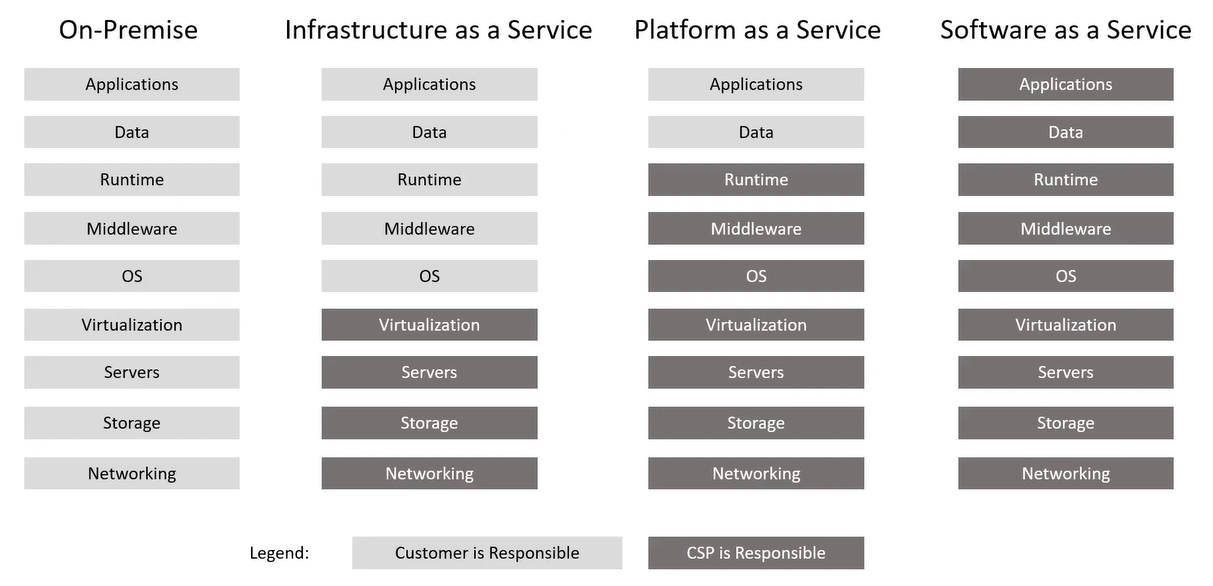 On-Premise Infrastructure as a Service Platform as a Service Software as a Service
Applications Applications Applications Applications
Data Data Data Data
Runtime Runtime Runtime Runtime
Middleware Middleware Middleware Middleware
OS OS OS OS
Virtualization Virtualization Virtualization Virtualization
Servers Servers Servers Servers
Storage Storage Storage Storage
Networking Networking Networking Networking
Legend: Customer is Responsible CSP is Responsible